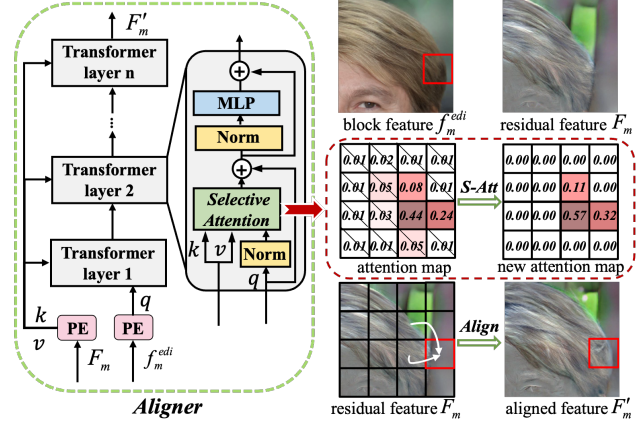 F'm
Transformer
layer n
...
Transformer
layer 2
Transformer
layer 1
k
v
q
PE
PE
Fm
f_m^edi
Aligner
MLP
Norm
Selective
Attention
k
v
q
Norm
block feature f_m^edi
residual feature Fm
0.01 0.02 0.01 0.01
0.01 0.05 0.08 0.01
0.01 0.03 0.44 0.24
0.01 0.01 0.05 0.01
attention map
S-Att
0.00 0.00 0.00 0.00
0.00 0.00 0.11 0.00
0.00 0.00 0.57 0.32
0.00 0.00 0.00 0.00
new attention map
Align
residual feature Fm
aligned feature F'm